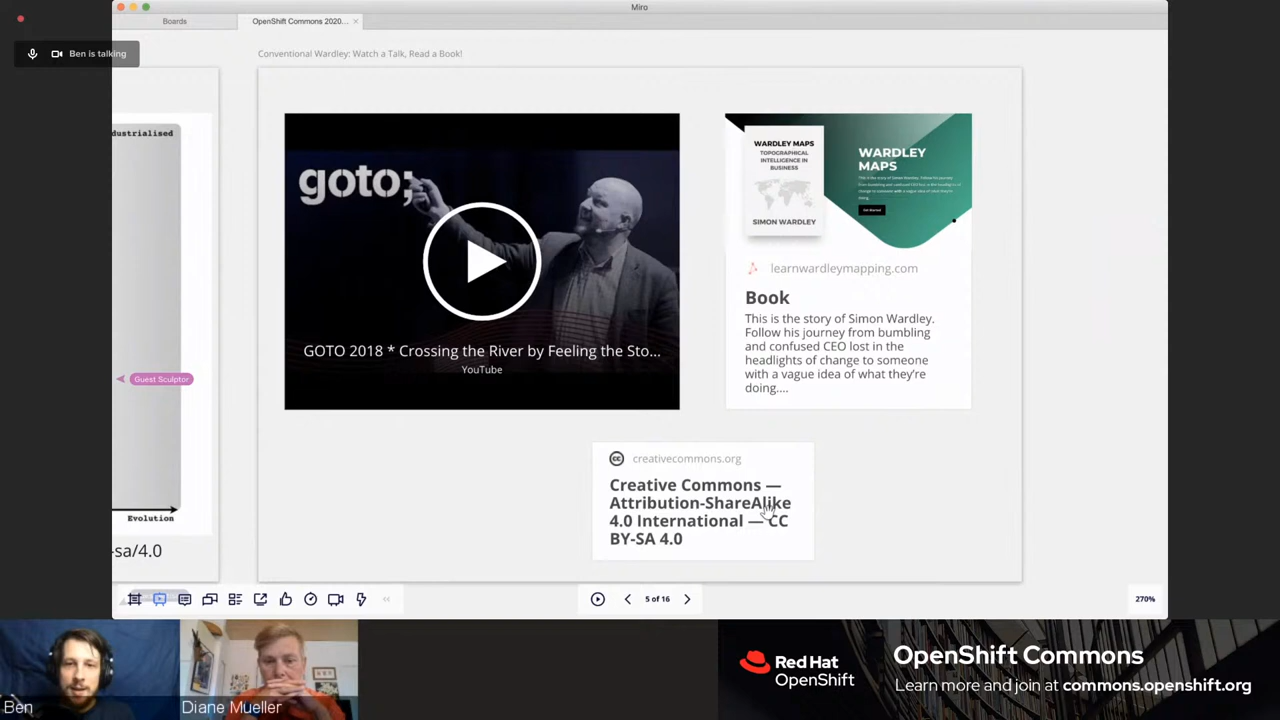 Miro
Boards
OpenShift Commons 2020...
Ben is talking
Conventional Wardley: Watch a Talk, Read a Book!
dustrialised
Evolution
-sa/4.0
Guest Sculptor
goto;
GOTO 2018 * Crossing the River by Feeling the Sto...
YouTube
WARDLEY MAPS
TOPOGRAPHICAL
INTELLIGENCE IN
BUSINESS
SIMON WARDLEY
WARDLEY
MAPS
learnwardleymapping.com
Book
This is the story of Simon Wardley.
Follow his journey from bumbling
and confused CEO lost in the
headlights of change to someone
with a vague idea of what they're
doing....
creativecommons.org
Creative Commons —
Attribution-ShareAlike
4.0 International — CC
BY-SA 4.0
5 of 16
270%
Ben
Diane Mueller
Red Hat
OpenShift
OpenShift Commons
Learn more and join at commons.openshift.org